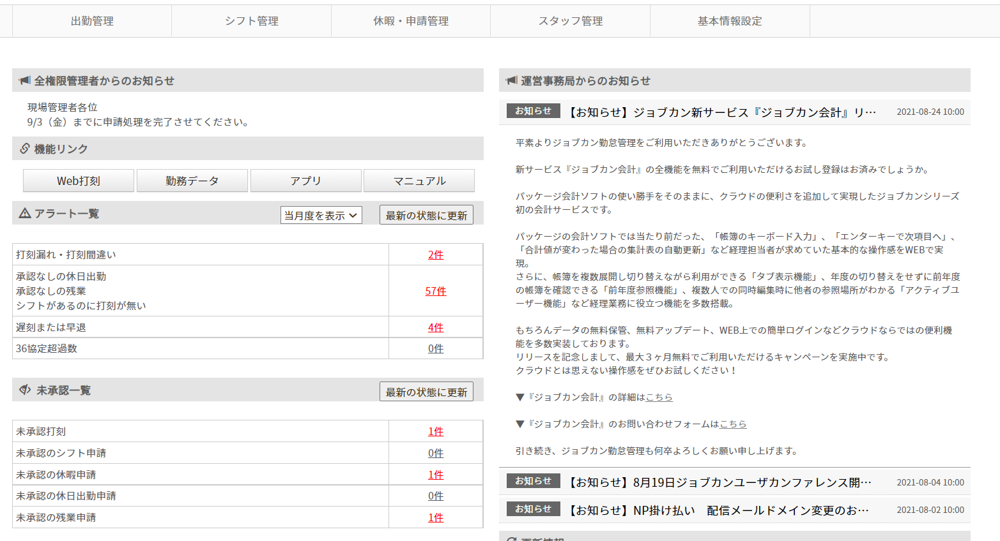 出勤管理
シフト管理
休暇・申請管理
スタッフ管理
基本情報設定
全権限管理者からのお知らせ
現場管理者各位
9/3（金）までに申請処理を完了させてください。
機能リンク
Web打刻
勤務データ
アプリ
マニュアル
アラート一覧
当月度を表示
最新の状態に更新
打刻漏れ・打刻間違い 2件
承認なしの休日出勤
承認なしの残業 57件
シフトがあるのに打刻が無い
遅刻または早退 4件
36協定超過数 0件
未承認一覧
最新の状態に更新
未承認打刻 1件
未承認のシフト申請 0件
未承認の休暇申請 1件
未承認の休日出勤申請 0件
未承認の残業申請 1件
運営事務局からのお知らせ
お知らせ 【お知らせ】ジョブカン新サービス『ジョブカン会計』リ… 2021-08-24 10:00
平素よりジョブカン勤怠管理をご利用いただきありがとうございます。
新サービス『ジョブカン会計』の全機能を無料でご利用いただけるお試し登録はお済みでしょうか。
パッケージ会計ソフトの使い勝手をそのままに、クラウドの便利さを追加して実現したジョブカンシリーズ
初の会計サービスです。
パッケージの会計ソフトでは当たり前だった、「帳簿のキーボード入力」、「エンターキーで次項目へ」、
「合計値が変わった場合の集計表の自動更新」など経理担当者が求めていた基本的な操作感をWEBで実
現。
さらに、帳簿を複数展開し切り替えながら利用ができる「タブ表示機能」、年度の切り替えをせずに前年度
の帳簿を確認できる「前年度参照機能」、複数人での同時編集時に他者の参照場所がわかる「アクティブユ
ーザー機能」など経理業務に役立つ機能を多数搭載。
もちろんデータの無料保管、無料アップデート、WEB上での簡単ログインなどクラウドならではの便利機
能を多数実装しております。
リリースを記念しまして、最大３ヶ月無料でご利用いただけるキャンペーンを実施中です。
クラウドとは思えない操作感をぜひお試しください！
▼『ジョブカン会計』の詳細はこちら
▼『ジョブカン会計』のお問い合わせフォームはこちら
引き続き、ジョブカン勤怠管理も何卒よろしくお願い申し上げます。
お知らせ 【お知らせ】8月19日ジョブカンユーザカンファレンス開… 2021-08-04 10:00
お知らせ 【お知らせ】NP掛け払い　配信メールドメイン変更のお… 2021-08-02 10:00
更新情報